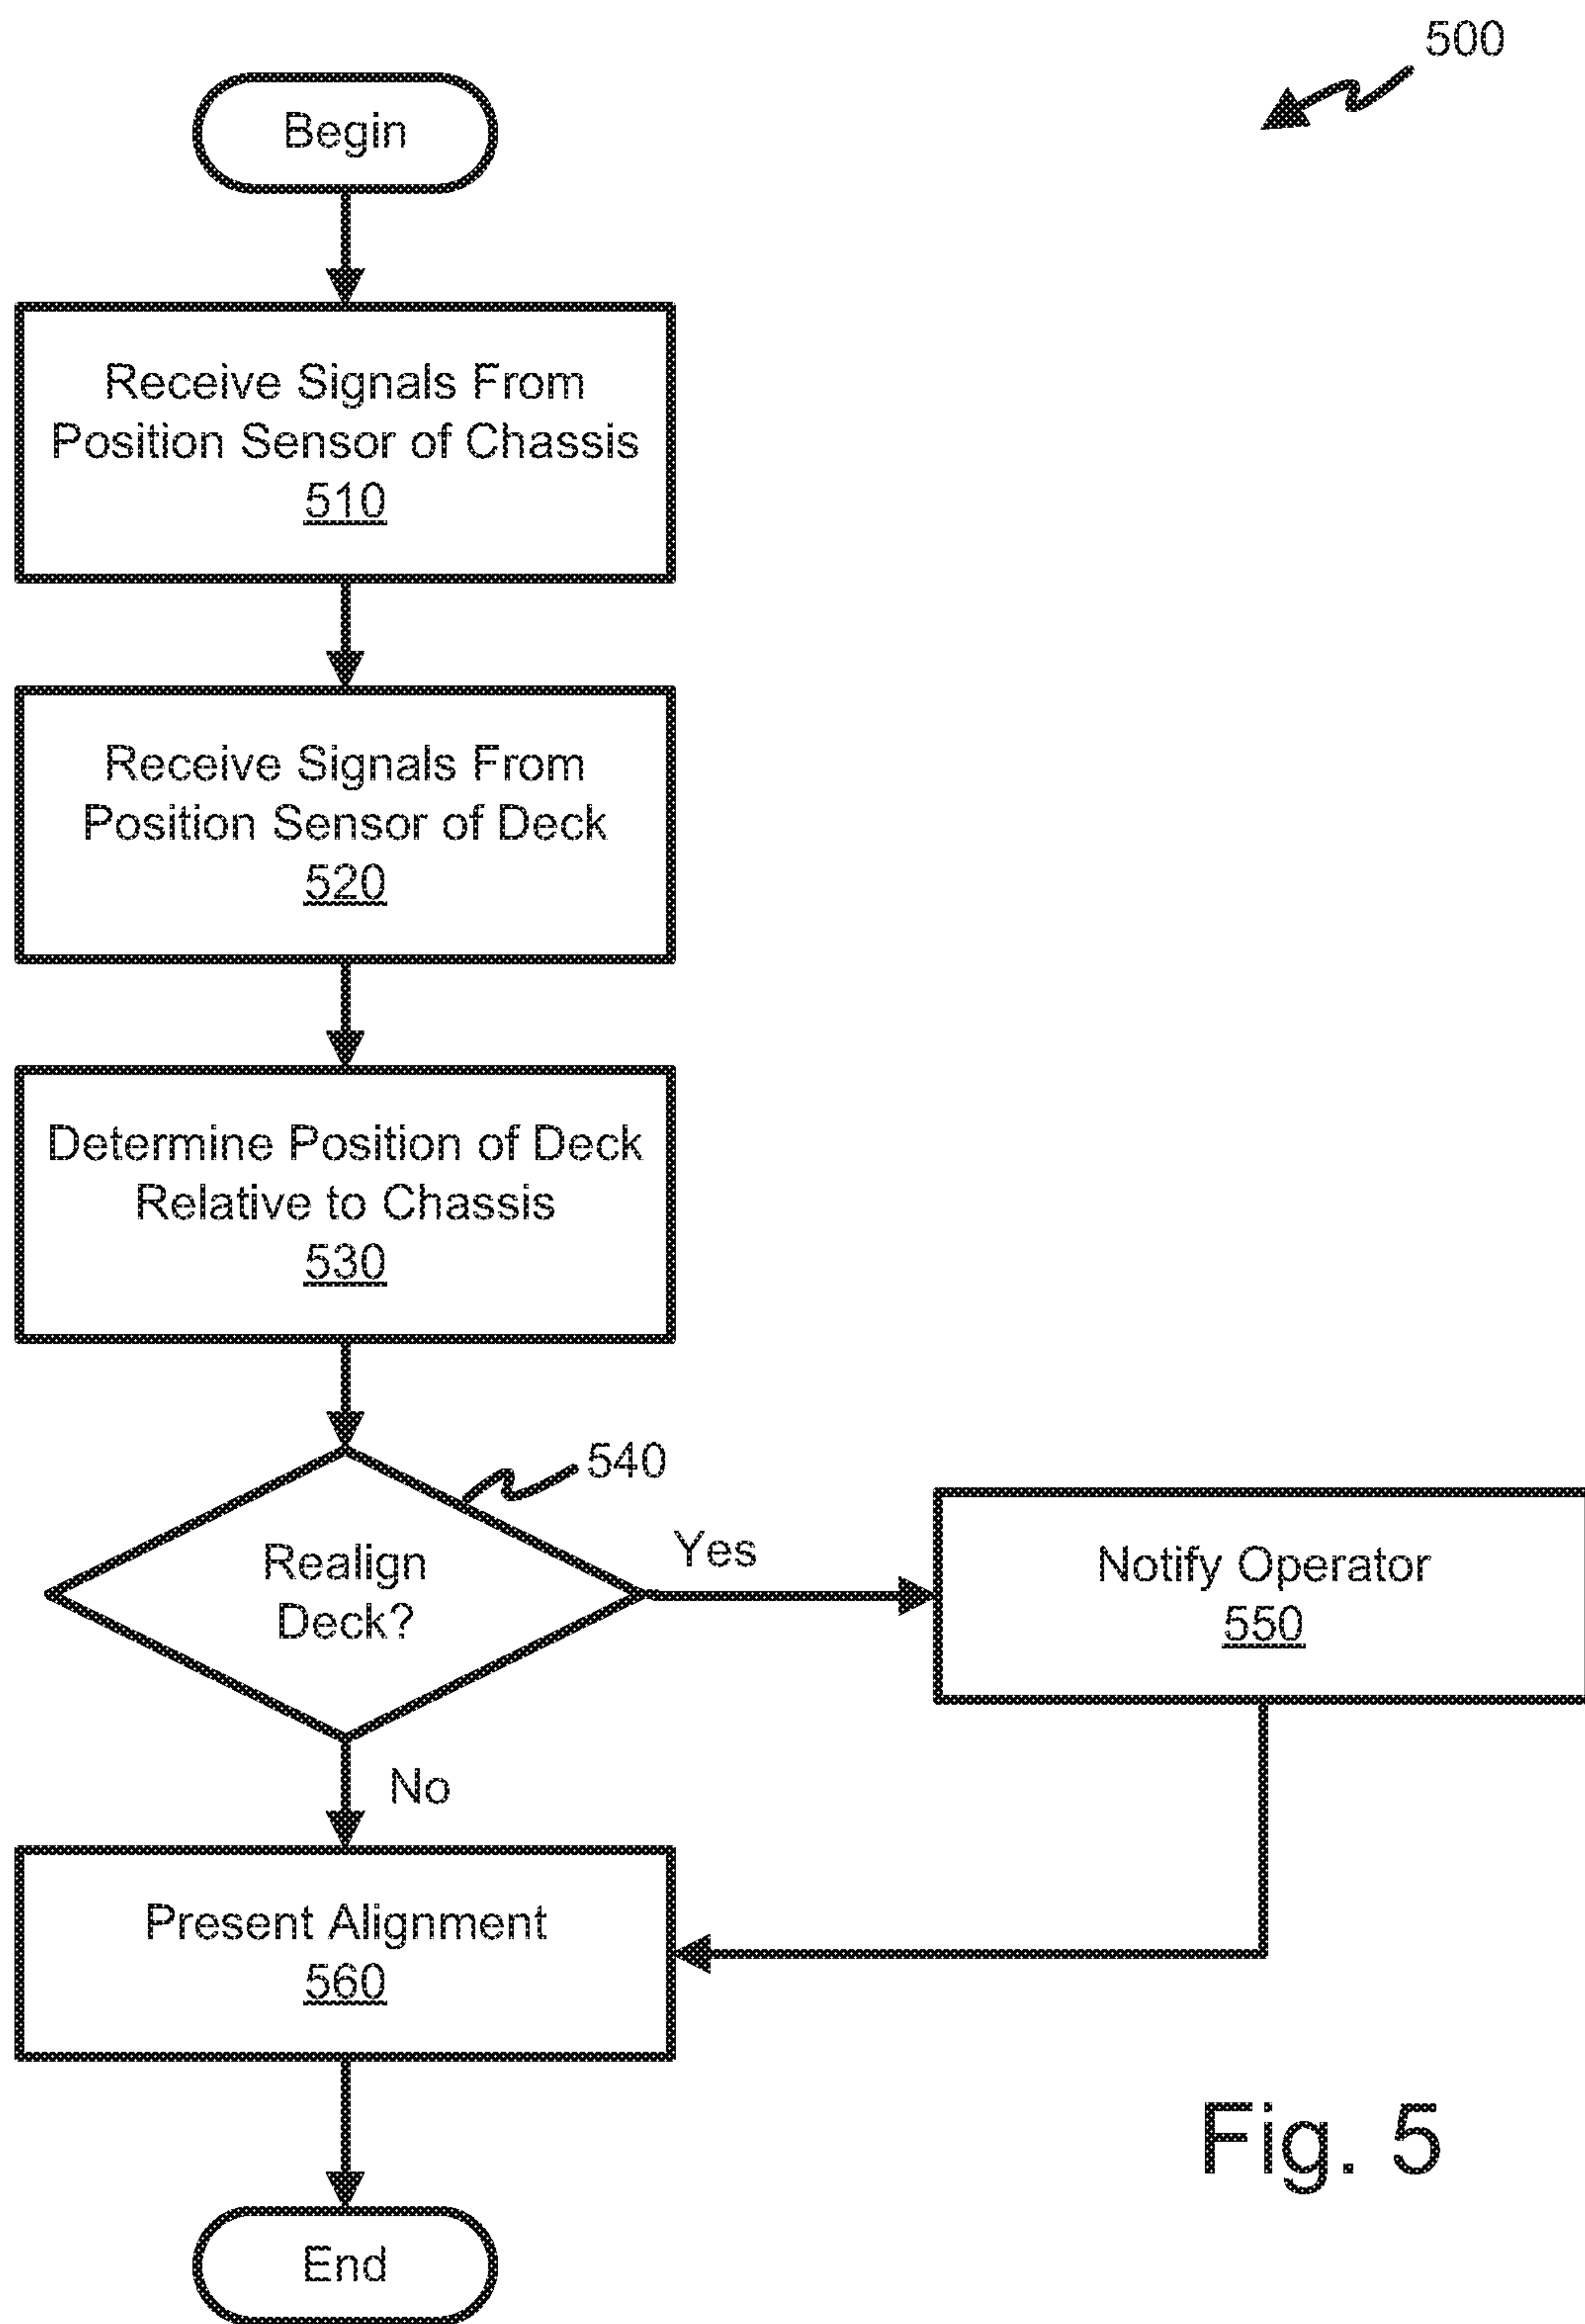 500
Begin
Receive Signals From
Position Sensor of Chassis
510
Receive Signals From
Position Sensor of Deck
520
Determine Position of Deck
Relative to Chassis
530
540
Realign
Deck?
Yes
Notify Operator
550
No
Present Alignment
560
End
Fig. 5